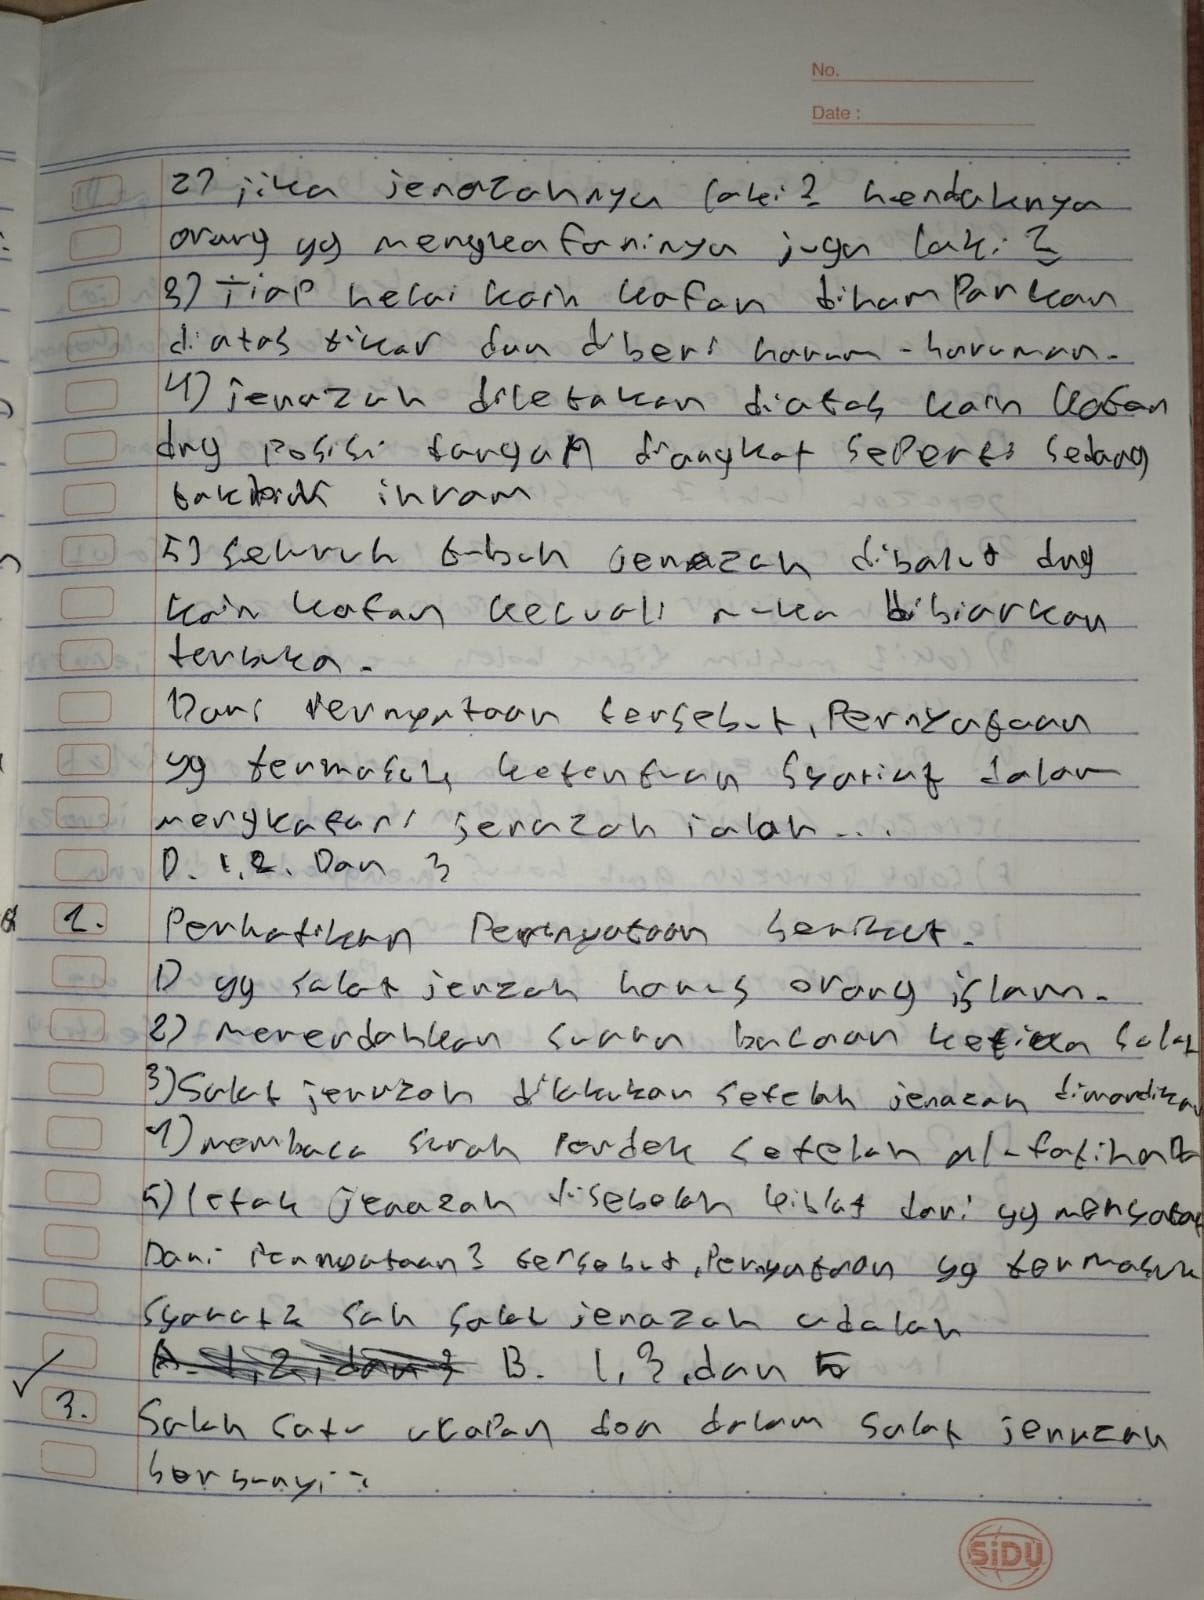 No.
Date :
2) jika jenazahnya laki2 hendaknya
orang yg mengkafaninya juga laki2
3) Tiap helai kain kafan dihamparkan
diatas tikar dan diberi harum-haruman.
4) jenazah diletakan diatas kain kafan
dng posisi tangan diangkat seperti sedang
takbir ihram
5) seluruh tubuh jenazah dibalut dng
kain kafan kecuali muka dibiarkan
terbuka.
Dari pernyataan tersebut, Pernyataan
yg termasuk ketentuan syariat dalam
mengkafani jenazah ialah...
D. 1,2. Dan 3
2. Perhatikan Pernyataan berikut.
1) yg salat jenzah harus orang islam.
2) merendahkan suara bacaan ketika salat
3) Salat jenazah dilakukan setelah jenazah dimandikan
4) membaca surah pendek setelah al-fatihah
5) letak jenazah disebelah kiblat dari yg mensalat
Dari pernyataan2 tersebut, Pernyataan yg termasuk
syarat2 sah salat jenazah adalah
A. 1, 2, dan 3 B. 1, 3, dan 5
3. Salah satu ucapan doa dalam salat jenazah
berbunyi :
SiDU